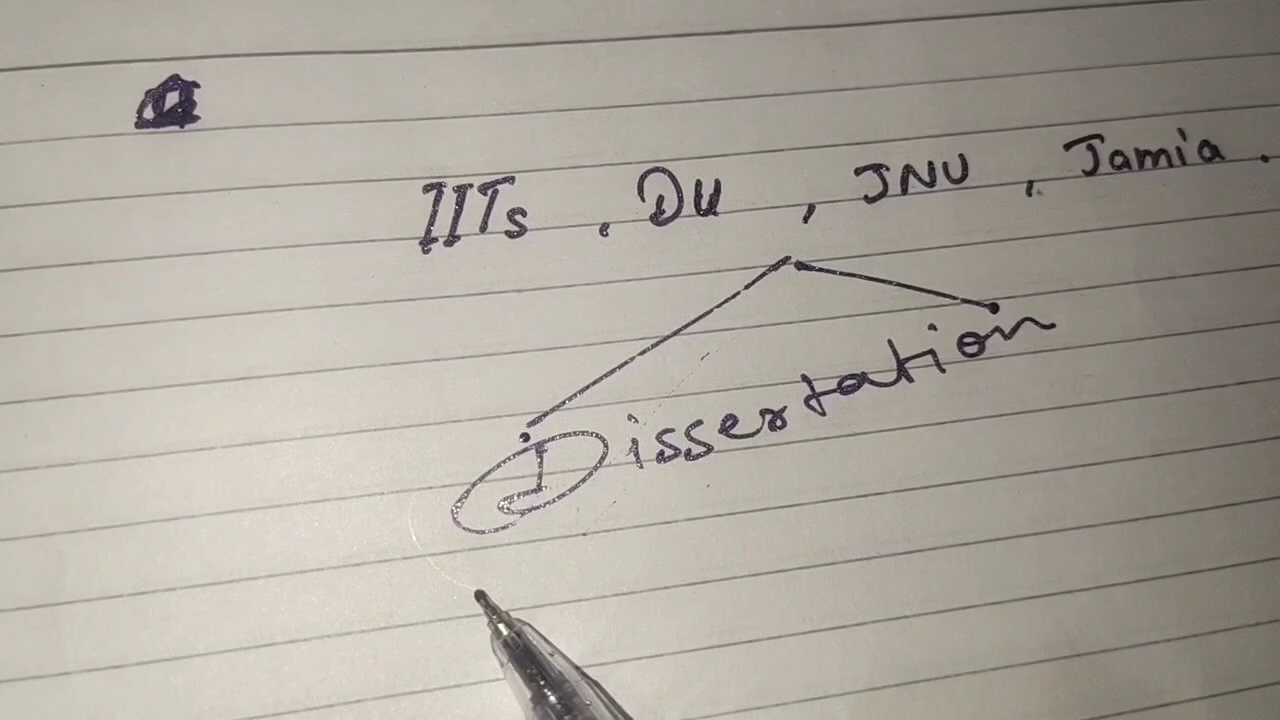 IITs , DU , JNU , Jamia .
Dissertation